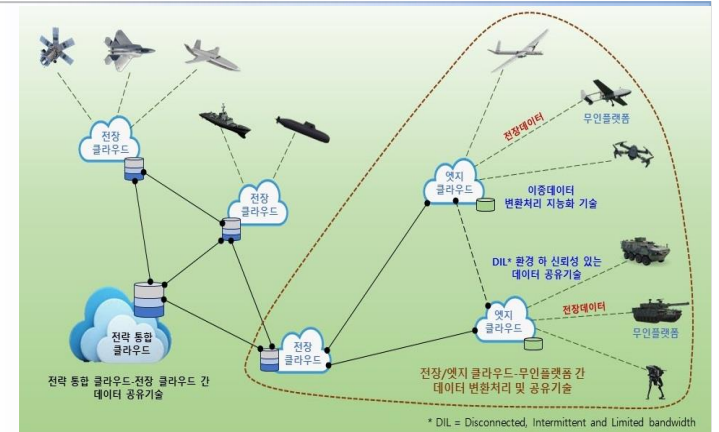 전장
클라우드
전장
클라우드
전략 통합
클라우드
전략 통합 클라우드-전장 클라우드 간
데이터 공유기술
전장
클라우드
엣지
클라우드
전장데이터
무인플랫폼
이종데이터
변환처리 지능화 기술
DIL* 환경 하 신뢰성 있는
데이터 공유기술
엣지
클라우드
전장데이터
무인플랫폼
전장/엣지 클라우드-무인플랫폼 간
데이터 변환처리 및 공유기술
* DIL = Disconnected, Intermittent and Limited bandwidth